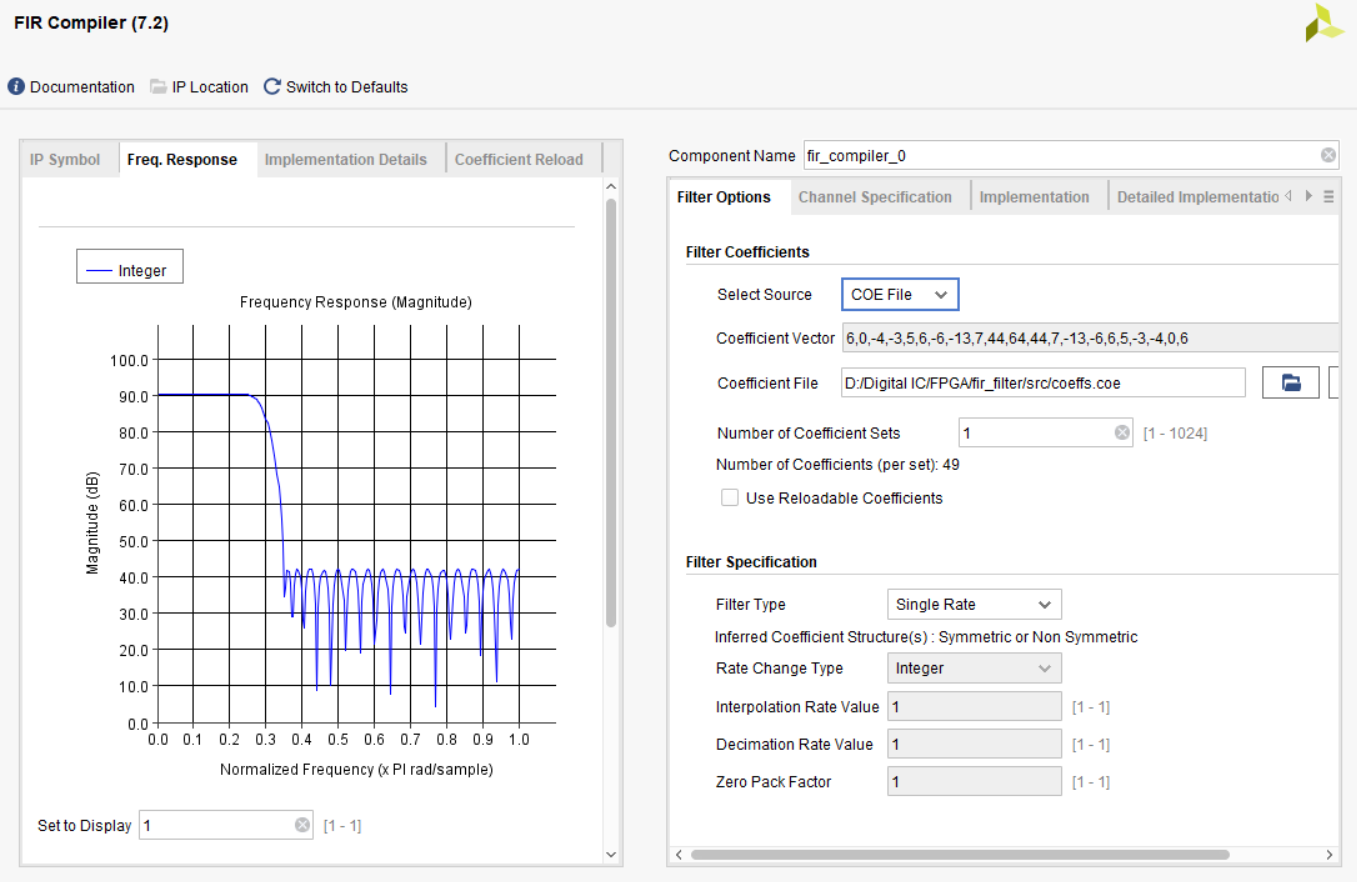 FIR Compiler (7.2)
Documentation IP Location Switch to Defaults
IP Symbol Freq. Response Implementation Details Coefficient Reload
Integer
Frequency Response (Magnitude)
Magnitude (dB)
100.0
90.0
80.0
70.0
60.0
50.0
40.0
30.0
20.0
10.0
0.0
0.0 0.1 0.2 0.3 0.4 0.5 0.6 0.7 0.8 0.9 1.0
Normalized Frequency (x PI rad/sample)
Set to Display 1 [1 - 1]
Component Name fir_compiler_0
Filter Options Channel Specification Implementation Detailed Implementatio
Filter Coefficients
Select Source COE File
Coefficient Vector 6,0,-4,-3,5,6,-6,-13,7,44,64,44,7,-13,-6,6,5,-3,-4,0,6
Coefficient File D:/Digital IC/FPGA/fir_filter/src/coeffs.coe
Number of Coefficient Sets 1 [1 - 1024]
Number of Coefficients (per set): 49
Use Reloadable Coefficients
Filter Specification
Filter Type Single Rate
Inferred Coefficient Structure(s) : Symmetric or Non Symmetric
Rate Change Type Integer
Interpolation Rate Value 1 [1 - 1]
Decimation Rate Value 1 [1 - 1]
Zero Pack Factor 1 [1 - 1]